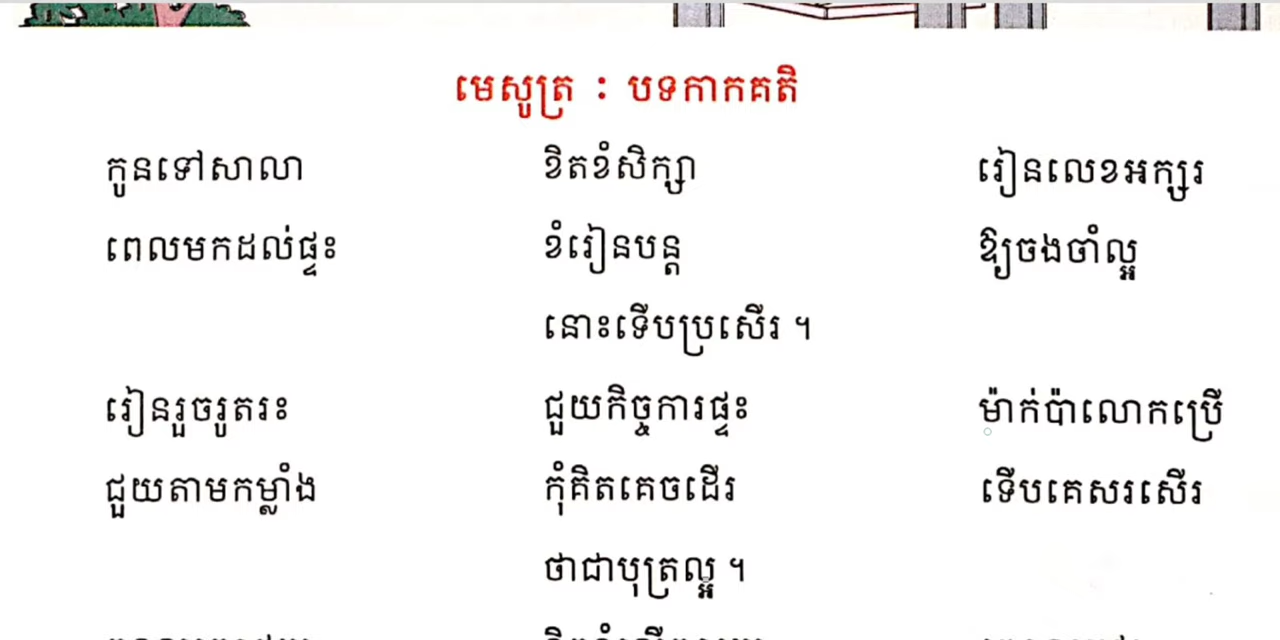 មេសូត្រ ៖ បទកាកគតិ
កូនទៅសាលា ខិតខំសិក្សា រៀនលេខអក្សរ
ពេលមកដល់ផ្ទះ ខំរៀនបន្ត ឱ្យចងចាំល្អ
នោះទើបប្រសើរ ។
រៀនរួចរូតរះ ជួយកិច្ចការផ្ទះ ម៉ាក់ប៉ាលោកប្រើ
ជួយតាមកម្លាំង កុំគិតគេចដើរ ទើបគេសរសើរ
ថាជាបុត្រល្អ ។